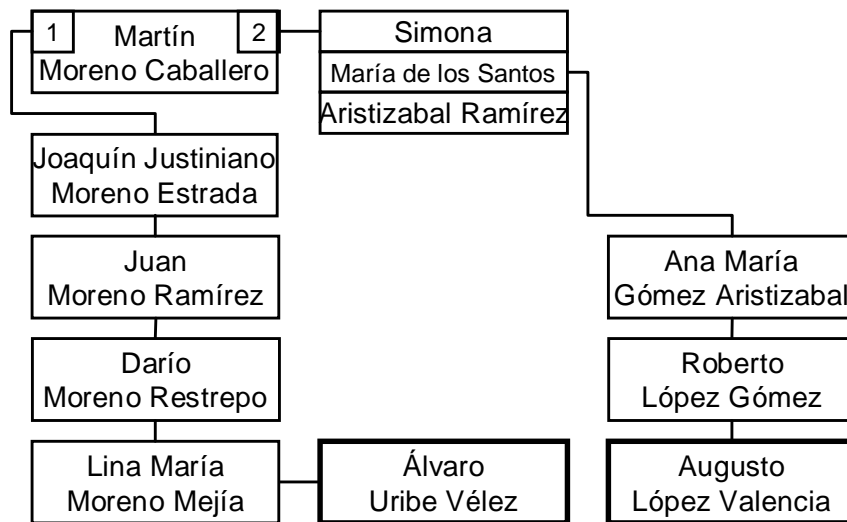 1
Martín
2
Moreno Caballero
Simona
María de los Santos
Aristizabal Ramírez
Joaquín Justiniano
Moreno Estrada
Juan
Moreno Ramírez
Ana María
Gómez Aristizabal
Darío
Moreno Restrepo
Roberto
López Gómez
Lina María
Moreno Mejía
Álvaro
Uribe Vélez
Augusto
López Valencia